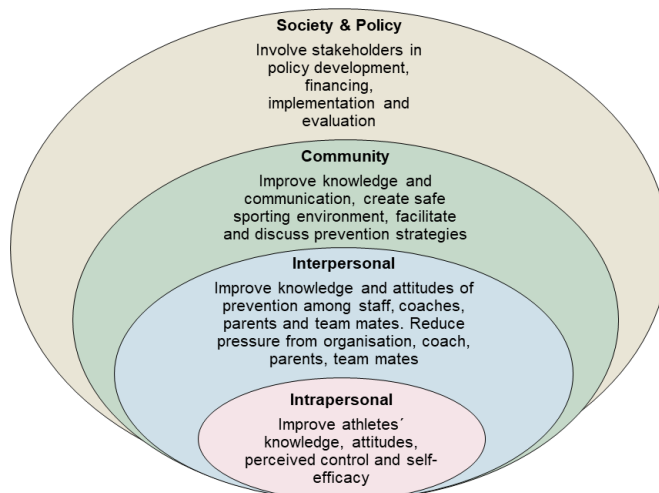 Society & Policy
Involve stakeholders in
policy development,
financing,
implementation and
evaluation
Community
Improve knowledge and
communication, create safe
sporting environment, facilitate
and discuss prevention strategies
Interpersonal
Improve knowledge and attitudes of
prevention among staff, coaches,
parents and team mates. Reduce
pressure from organisation, coach,
parents, team mates
Intrapersonal
Improve athletes´
knowledge, attitudes,
perceived control and self-
efficacy